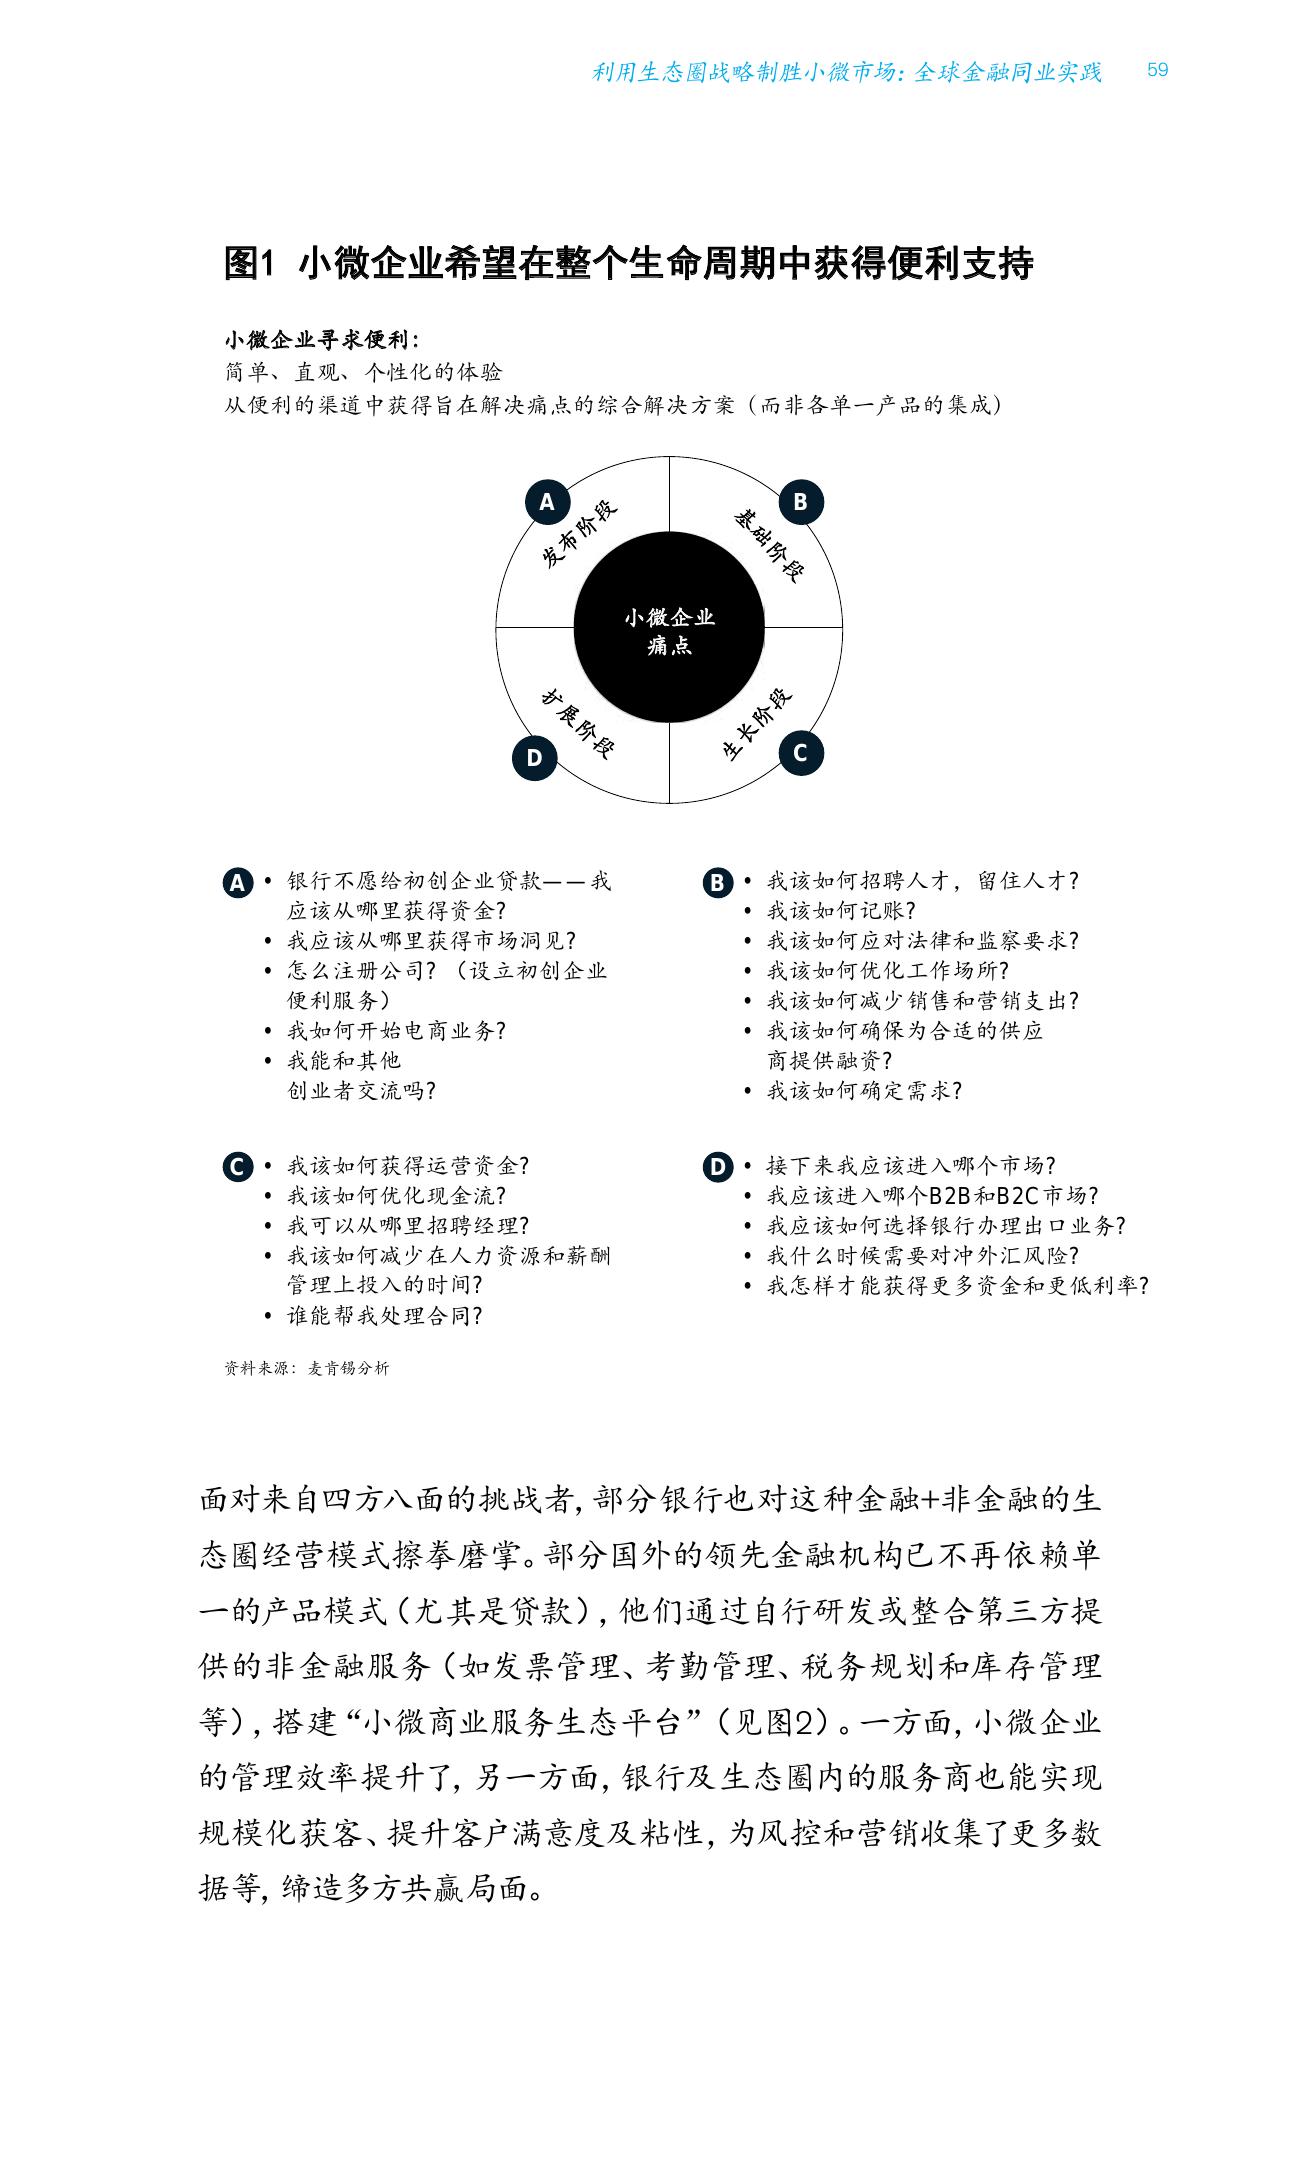 利用生态圈战略制胜小微市场：全球金融同业实践 59
图1 小微企业希望在整个生命周期中获得便利支持
小微企业寻求便利：
简单、直观、个性化的体验
从便利的渠道中获得旨在解决痛点的综合解决方案（而非各单一产品的集成）
A
发布阶段
B
基础阶段
小微企业
痛点
扩展阶段
D
生长阶段
C
A
• 银行不愿给初创企业贷款——我
应该从哪里获得资金？
• 我应该从哪里获得市场洞见？
• 怎么注册公司？（设立初创企业
便利服务）
• 我如何开始电商业务？
• 我能和其他
创业者交流吗？
B
• 我该如何招聘人才，留住人才？
• 我该如何记账？
• 我该如何应对法律和监察要求？
• 我该如何优化工作场所？
• 我该如何减少销售和营销支出？
• 我该如何确保为合适的供应
商提供融资？
• 我该如何确定需求？
C
• 我该如何获得运营资金？
• 我该如何优化现金流？
• 我可以从哪里招聘经理？
• 我该如何减少在人力资源和薪酬
管理上投入的时间？
• 谁能帮我处理合同？
D
• 接下来我应该进入哪个市场？
• 我应该进入哪个B2B和B2C市场？
• 我应该如何选择银行办理出口业务？
• 我什么时候需要对冲外汇风险？
• 我怎样才能获得更多资金和更低利率？
资料来源：麦肯锡分析
面对来自四方八面的挑战者，部分银行也对这种金融+非金融的生
态圈经营模式擦拳磨掌。部分国外的领先金融机构已不再依赖单
一的产品模式（尤其是贷款），他们通过自行研发或整合第三方提
供的非金融服务（如发票管理、考勤管理、税务规划和库存管理
等），搭建“小微商业服务生态平台”（见图2）。一方面，小微企业
的管理效率提升了，另一方面，银行及生态圈内的服务商也能实现
规模化获客、提升客户满意度及粘性，为风控和营销收集了更多数
据等，缔造多方共赢局面。